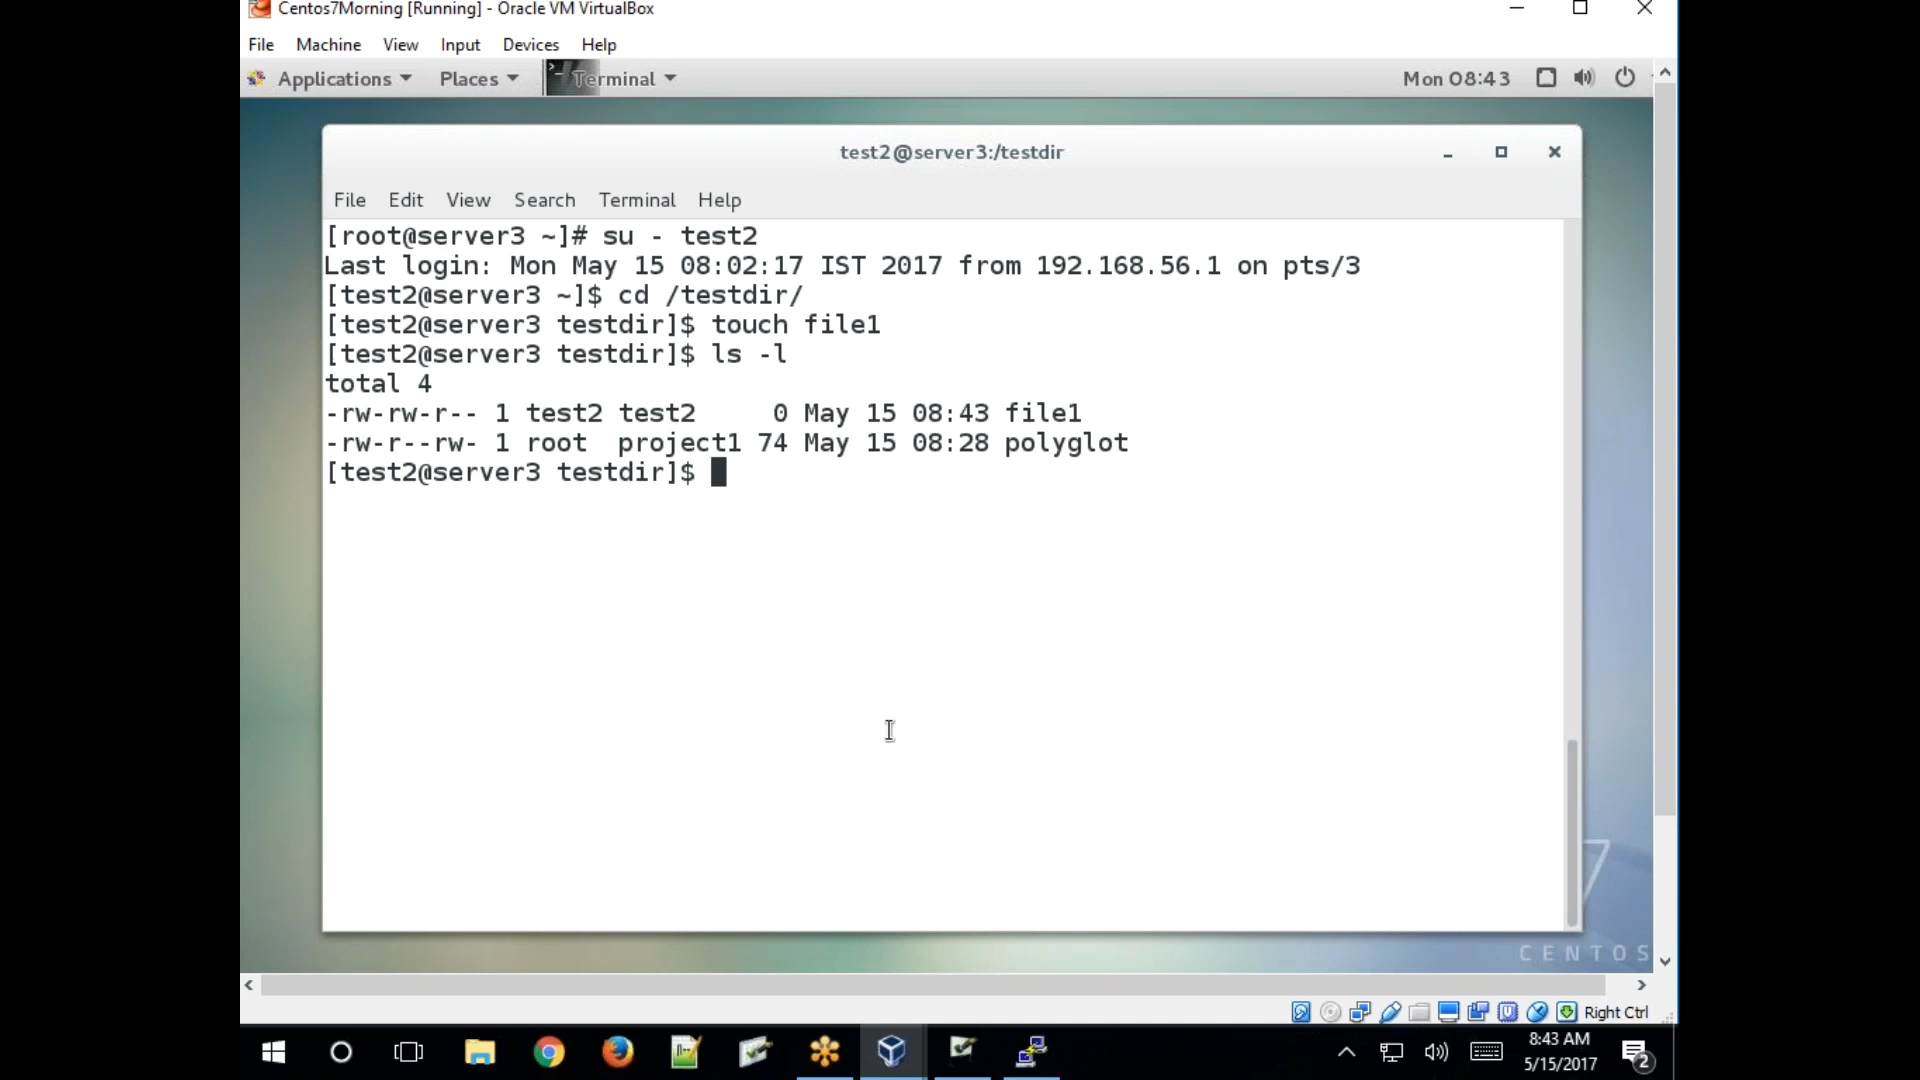 Centos7Morning [Running] - Oracle VM VirtualBox
File Machine View Input Devices Help
Applications Places Terminal Mon 08:43
test2@server3:/testdir
File Edit View Search Terminal Help
[root@server3 ~]# su - test2
Last login: Mon May 15 08:02:17 IST 2017 from 192.168.56.1 on pts/3
[test2@server3 ~]$ cd /testdir/
[test2@server3 testdir]$ touch file1
[test2@server3 testdir]$ ls -l
total 4
-rw-rw-r-- 1 test2 test2     0 May 15 08:43 file1
-rw-r--rw- 1 root  project1 74 May 15 08:28 polyglot
[test2@server3 testdir]$
7
CENTOS
Right Ctrl
8:43 AM
5/15/2017
2